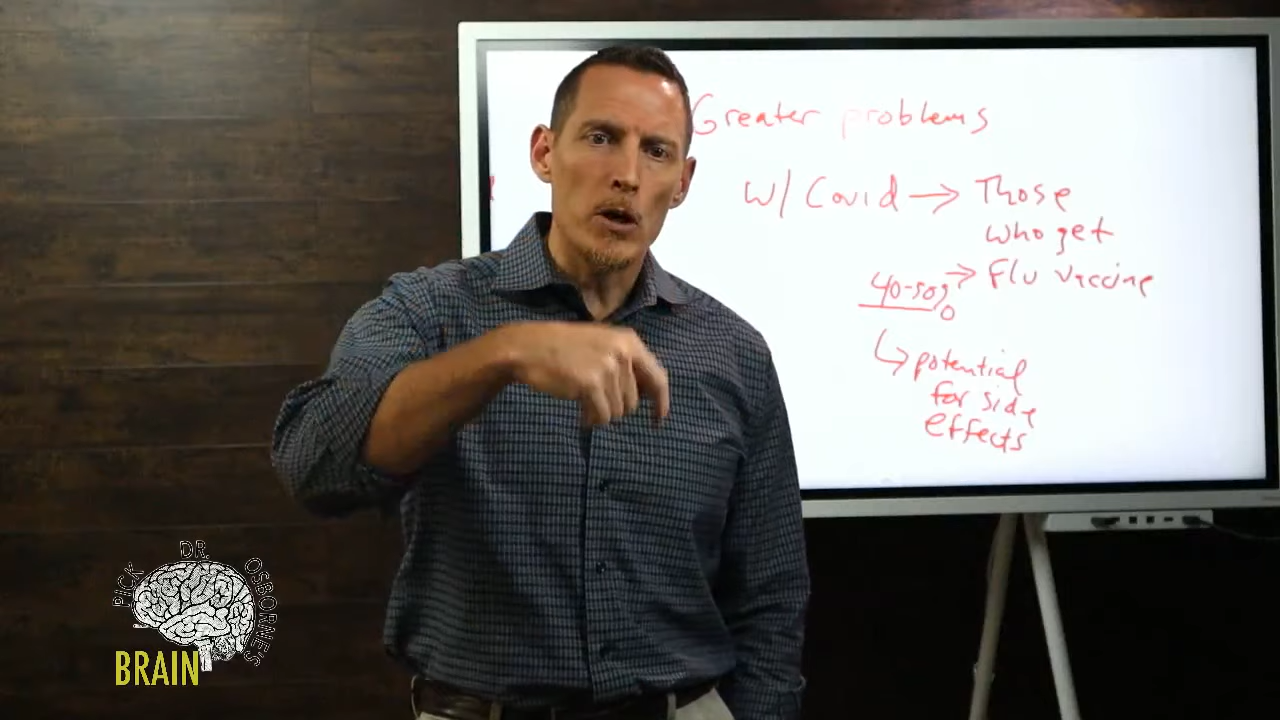 Greater problems
W/ Covid → Those
who get
40-50% → Flu vaccine
↳ potential
for side
effects
PICK DR. OSBORNE'S
BRAIN